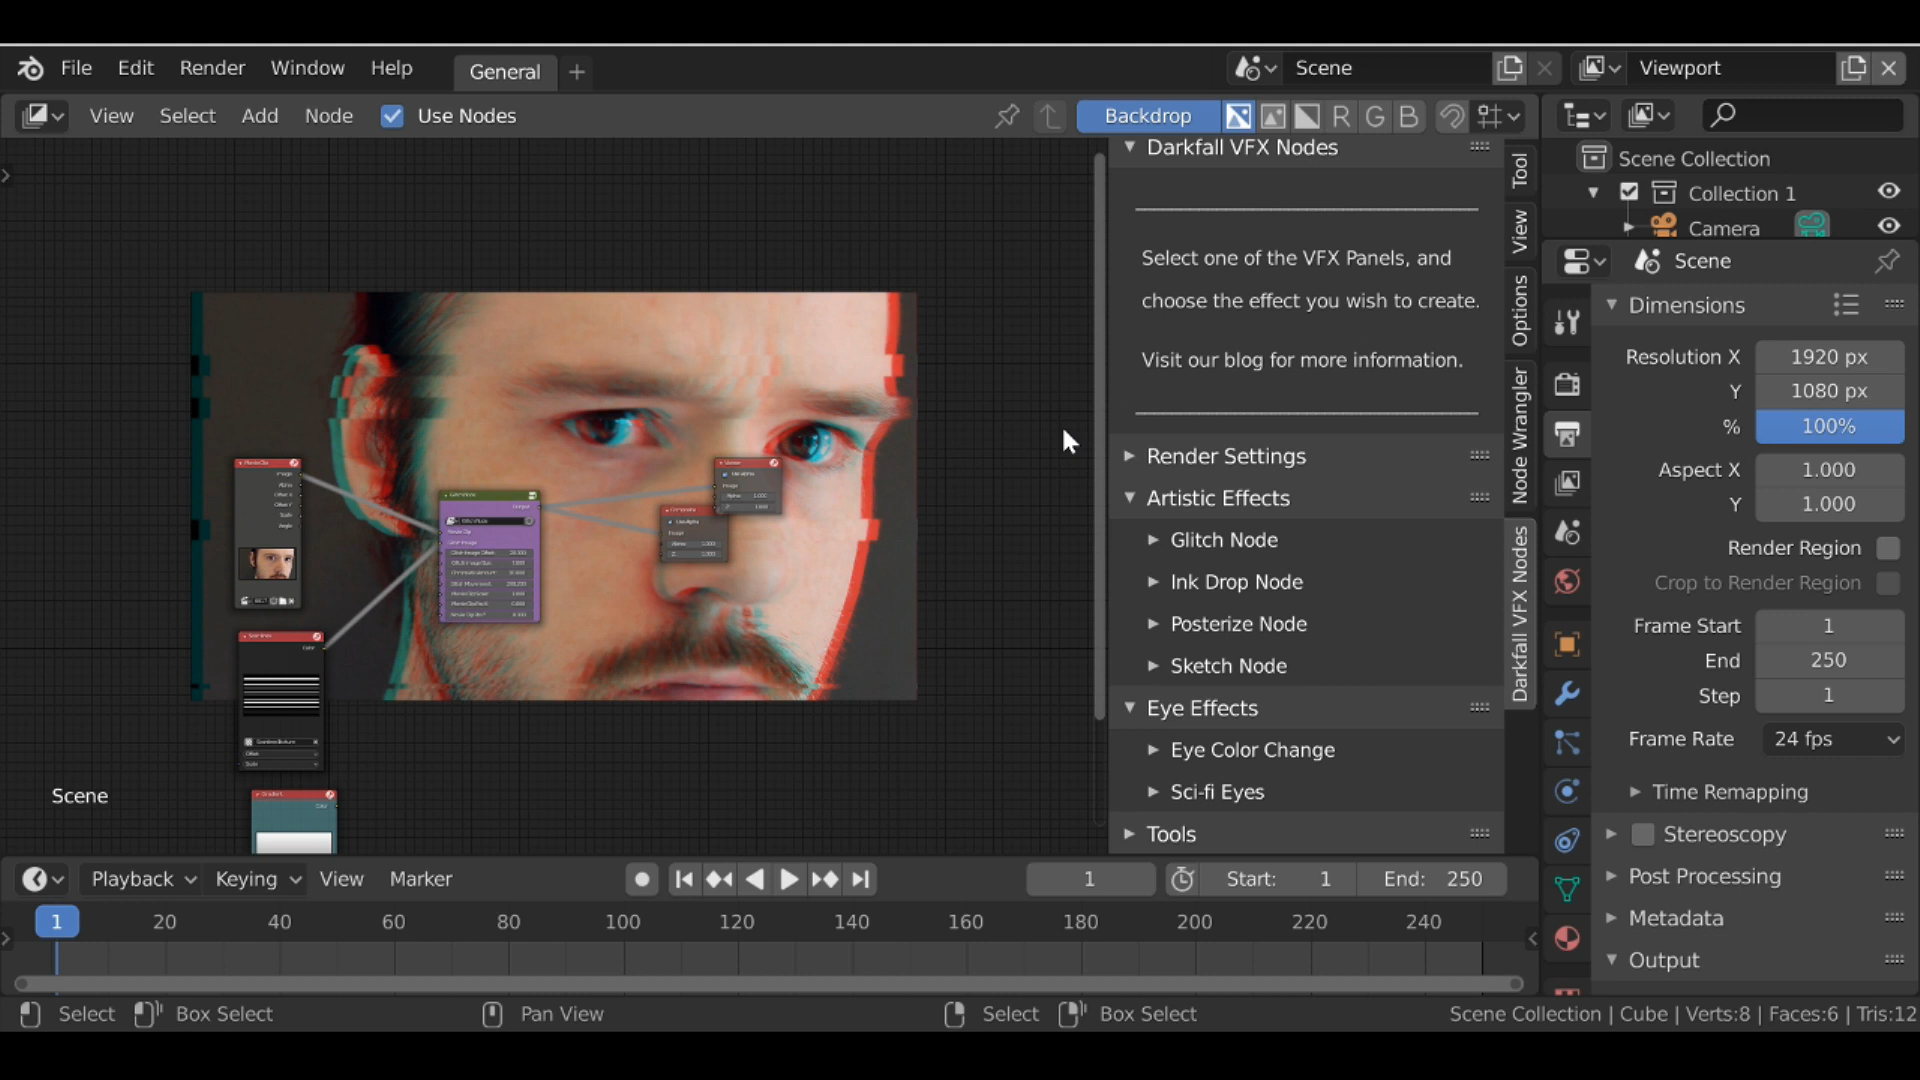 File Edit Render Window Help General + Scene Viewport
View Select Add Node Use Nodes Backdrop R G B
Darkfall VFX Nodes
Select one of the VFX Panels, and
choose the effect you wish to create.
Visit our blog for more information.
Render Settings
Artistic Effects
Glitch Node
Ink Drop Node
Posterize Node
Sketch Node
Eye Effects
Eye Color Change
Sci-fi Eyes
Tools
Tool
View
Options
Node Wrangler
Darkfall VFX Nodes
Scene
Scene Collection
Collection 1
Camera
Scene
Dimensions
Resolution X 1920 px
Y 1080 px
% 100%
Aspect X 1.000
Y 1.000
Render Region
Crop to Render Region
Frame Start 1
End 250
Step 1
Frame Rate 24 fps
Time Remapping
Stereoscopy
Post Processing
Metadata
Output
Playback Keying View Marker 1 Start: 1 End: 250
1 20 40 60 80 100 120 140 160 180 200 220 240
Select Box Select Pan View Select Box Select Scene Collection | Cube | Verts:8 | Faces:6 | Tris:12